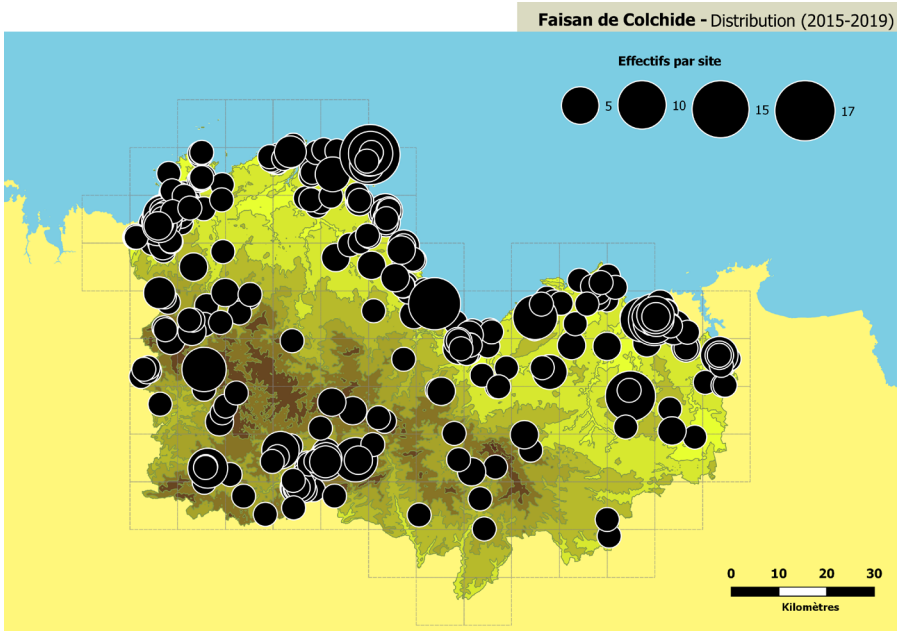 Faisan de Colchide - Distribution (2015-2019)
Effectifs par site
5 10 15 17
0 10 20 30
Kilomètres